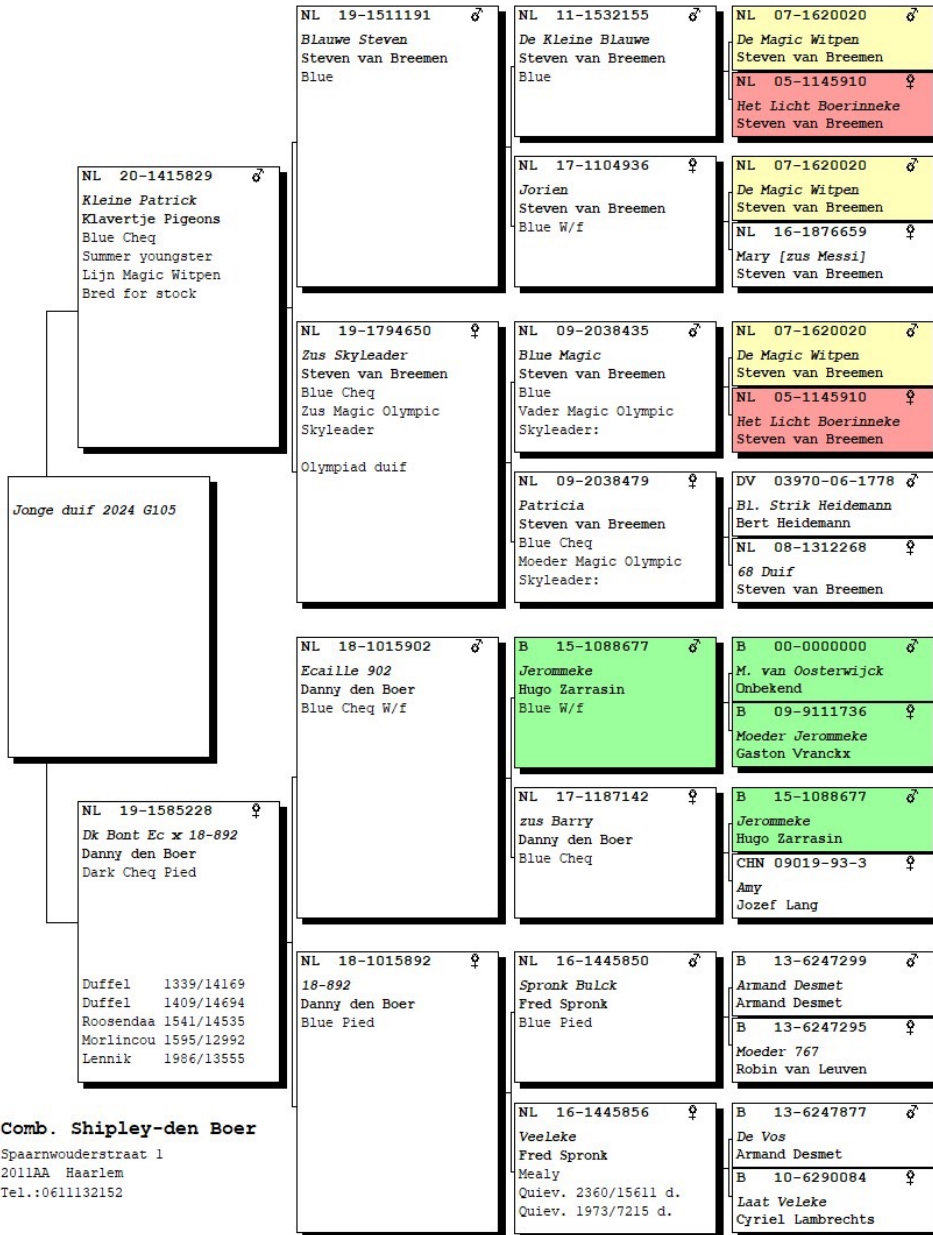 NL 19-1511191 ♂
Blauwe Steven
Steven van Breemen
Blue
NL 11-1532155 ♂
De Kleine Blauwe
Steven van Breemen
Blue
NL 07-1620020 ♂
De Magic Witpen
Steven van Breemen
NL 05-1145910 ♀
Het Licht Boerinneke
Steven van Breemen
NL 20-1415829 ♂
Kleine Patrick
Klavertje Pigeons
Blue Cheq
Summer youngster
Lijn Magic Witpen
Bred for stock
NL 17-1104936 ♀
Jorien
Steven van Breemen
Blue W/f
NL 07-1620020 ♂
De Magic Witpen
Steven van Breemen
NL 16-1876659 ♀
Mary [zus Messi]
Steven van Breemen
NL 19-1794650 ♀
Zus Skyleader
Steven van Breemen
Blue Cheq
Zus Magic Olympic
Skyleader
Olympiad duif
NL 09-2038435 ♂
Blue Magic
Steven van Breemen
Blue
Vader Magic Olympic
Skyleader:
NL 07-1620020 ♂
De Magic Witpen
Steven van Breemen
NL 05-1145910 ♀
Het Licht Boerinneke
Steven van Breemen
NL 09-2038479 ♀
Patricia
Steven van Breemen
Blue Cheq
Moeder Magic Olympic
Skyleader:
DV 03970-06-1778 ♂
Bl. Strik Heidemann
Bert Heidemann
NL 08-1312268 ♀
68 Duif
Steven van Breemen
Jonge duif 2024 G105
NL 18-1015902 ♂
Ecaille 902
Danny den Boer
Blue Cheq W/f
B 15-1088677 ♂
Jerommeke
Hugo Zarrasin
Blue W/f
B 00-0000000 ♂
M. van Oosterwijck
Onbekend
B 09-9111736 ♀
Moeder Jerommeke
Gaston Vranckx
NL 19-1585228 ♀
Dk Bont Ec x 18-892
Danny den Boer
Dark Cheq Pied
Duffel 1339/14169
Duffel 1409/14694
Roosendaa 1541/14535
Morlincou 1595/12992
Lennik 1986/13555
NL 17-1187142 ♀
zus Barry
Danny den Boer
Blue Cheq
B 15-1088677 ♂
Jerommeke
Hugo Zarrasin
CHN 09019-93-3 ♀
Amy
Jozef Lang
NL 18-1015892 ♀
18-892
Danny den Boer
Blue Pied
NL 16-1445850 ♂
Spronk Bulck
Fred Spronk
Blue Pied
B 13-6247299 ♂
Armand Desmet
Armand Desmet
B 13-6247295 ♀
Moeder 767
Robin van Leuven
NL 16-1445856 ♀
Veeleke
Fred Spronk
Mealy
Quiev. 2360/15611 d.
Quiev. 1973/7215 d.
B 13-6247877 ♂
De Vos
Armand Desmet
B 10-6290084 ♀
Laat Veleke
Cyriel Lambrechts
Comb. Shipley-den Boer
Spaarnwouderstraat 1
2011AA Haarlem
Tel.:0611132152